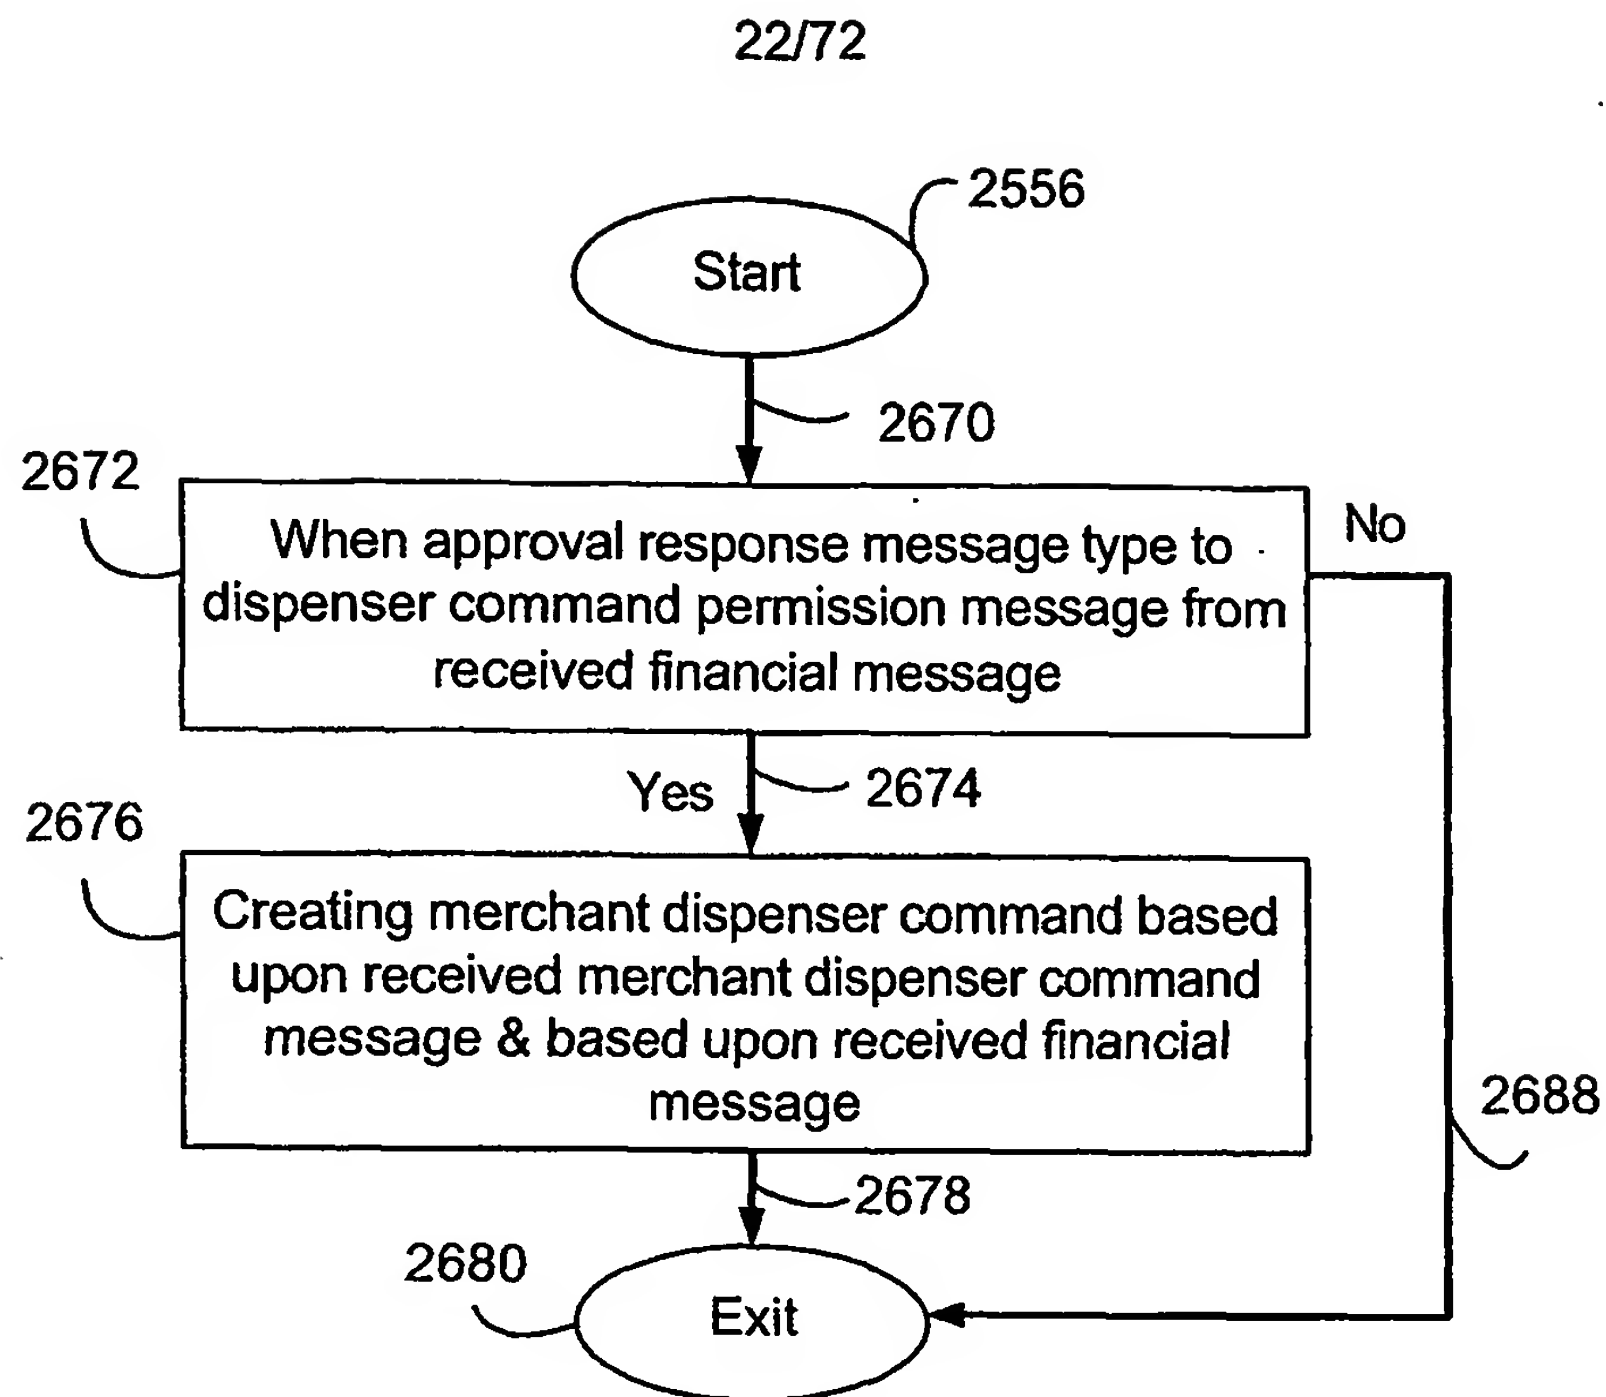 22/72
2556
Start
2670
2672
No
When approval response message type to
dispenser command permission message from
received financial message
Yes
2674
2676
Creating merchant dispenser command based
upon received merchant dispenser command
message & based upon received financial
message
2688
2678
2680
Exit